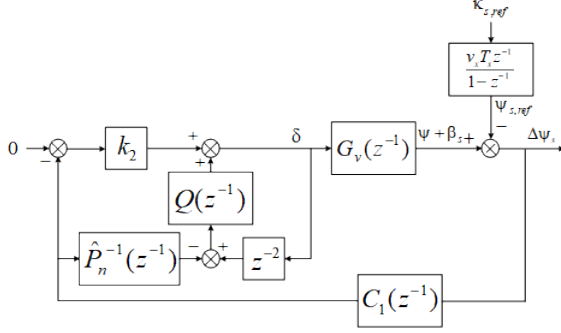 κ_{s,ref}
v_s T_s z^{-1}
1 - z^{-1}
ψ_{s,ref}
−
0
−
k_2
+
+
δ
G_v(z^{-1})
ψ + β_s
+
Δψ_s
Q(z^{-1})
P̂_n^{-1}(z^{-1})
−
+
z^{-2}
C_1(z^{-1})